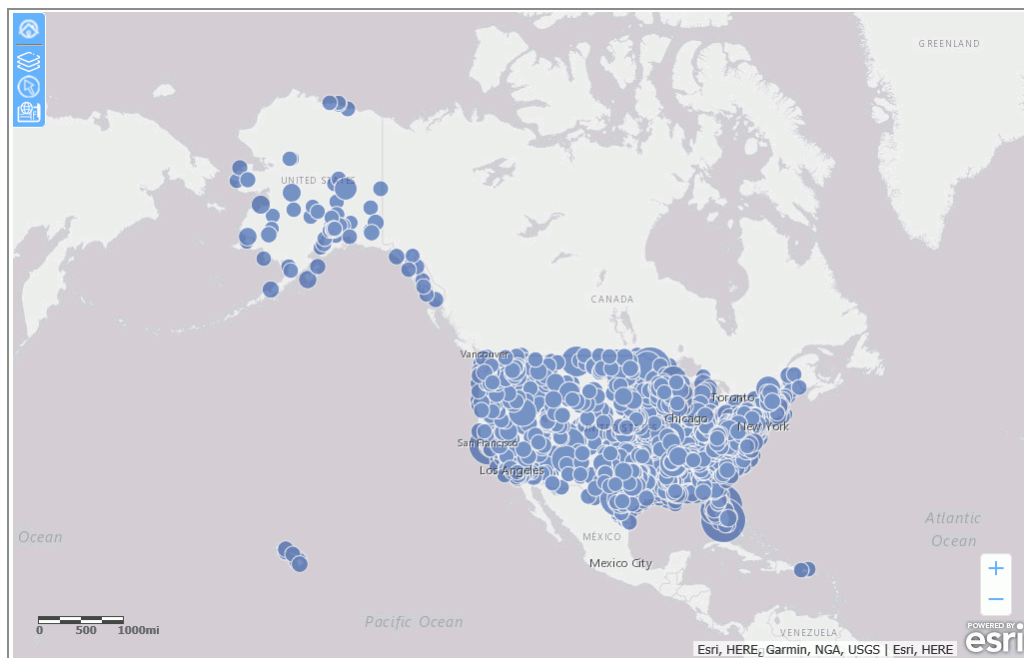 GREENLAND
UNITED STATES
CANADA
Vancouver
Toronto
Chicago
New York
San Francisco
Los Angeles
Atlantic
Ocean
Ocean
MÉXICO
Mexico City
Pacific Ocean
0 500 1000mi
VENEZUELA
+
−
POWERED BY
esri
Esri, HERE, Garmin, NGA, USGS | Esri, HERE